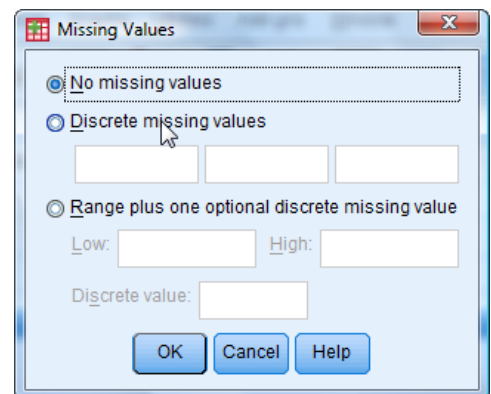 Missing Values
No missing values
Discrete missing values
Range plus one optional discrete missing value
Low: High:
Discrete value:
OK Cancel Help